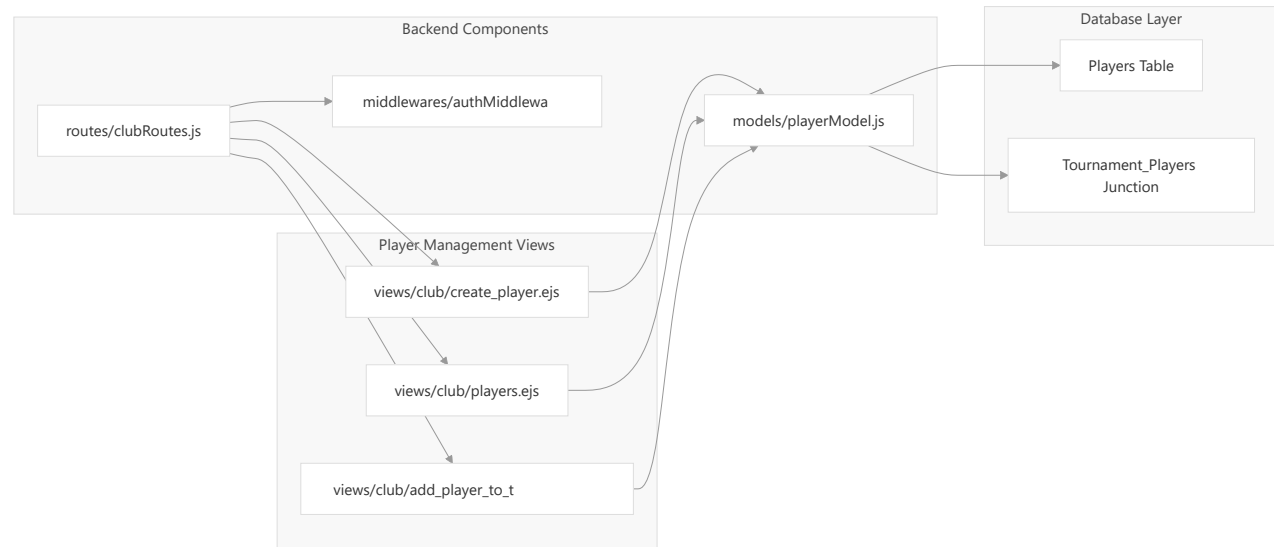 Backend Components
routes/clubRoutes.js
middlewares/authMiddlewa
models/playerModel.js
Database Layer
Players Table
Tournament_Players
Junction
Player Management Views
views/club/create_player.ejs
views/club/players.ejs
views/club/add_player_to_t